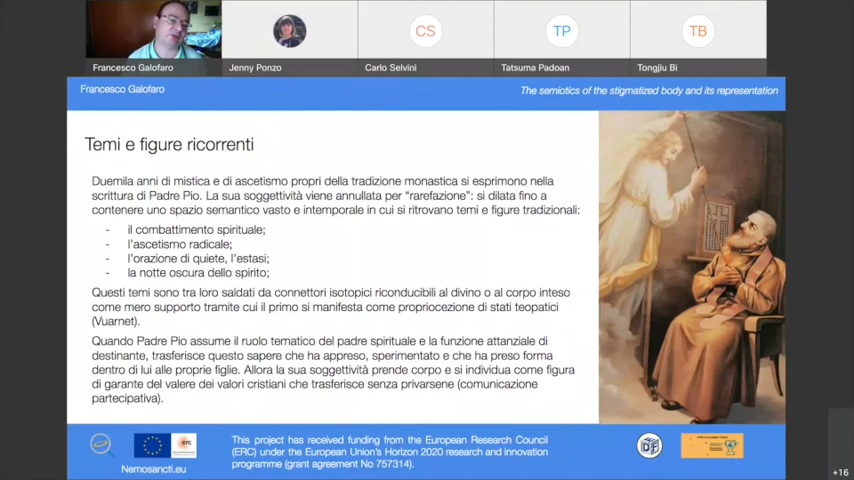 CS
TP
TB
Francesco Galofaro
Jenny Ponzo
Carlo Selvini
Tatsuma Padoan
Tongjiu Bi
Francesco Galofaro
The semiotics of the stigmatized body and its representation
Temi e figure ricorrenti
Duemila anni di mistica e di ascetismo propri della tradizione monastica si esprimono nella
scrittura di Padre Pio. La sua soggettività viene annullata per “rarefazione”: si dilata fino a
contenere uno spazio semantico vasto e intemporale in cui si ritrovano temi e figure tradizionali:
- il combattimento spirituale;
- l’ascetismo radicale;
- l’orazione di quiete, l’estasi;
- la notte oscura dello spirito;
Questi temi sono tra loro saldati da connettori isotopici riconducibili al divino o al corpo inteso
come mero supporto tramite cui il primo si manifesta come propriocezione di stati teopatici
(Vuarnet).
Quando Padre Pio assume il ruolo tematico del padre spirituale e la funzione attanziale di
destinante, trasferisce questo sapere che ha appreso, sperimentato e che ha preso forma
dentro di lui alle proprie figlie. Allora la sua soggettività prende corpo e si individua come figura
di garante del valere dei valori cristiani che trasferisce senza privarsene (comunicazione
partecipativa).
Nemosancti.eu
erc
This project has received funding from the European Research Council
(ERC) under the European Union’s Horizon 2020 research and innovation
programme (grant agreement No 757314).
+16